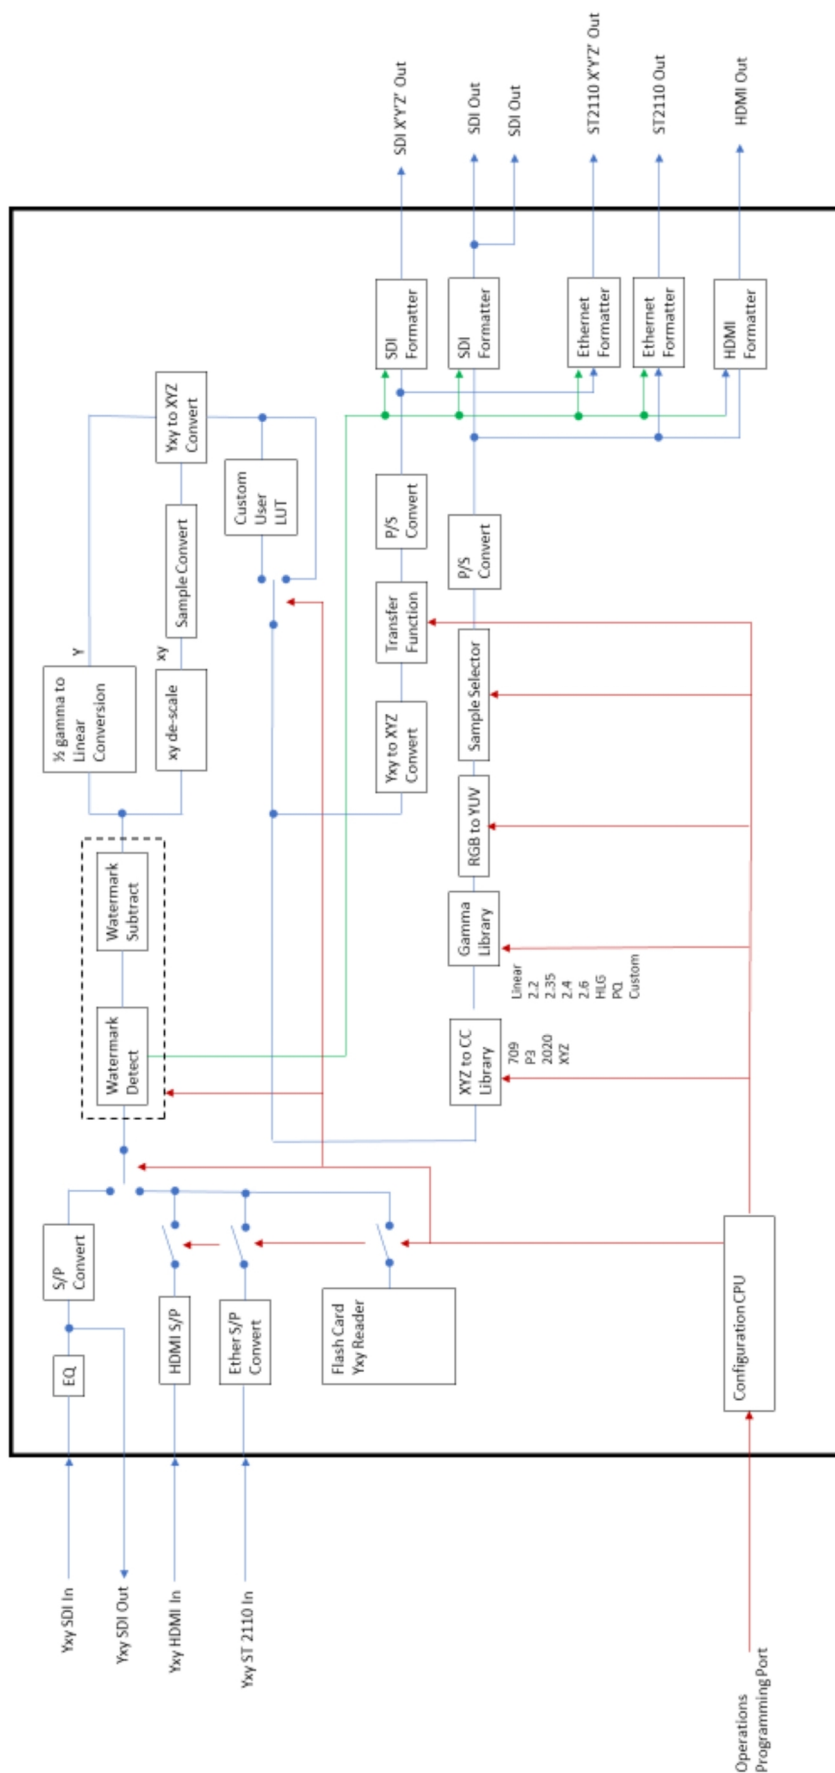 Yxy SDI In
Yxy SDI Out
Yxy HDMI In
Yxy ST 2110 In
Operations
Programming Port
EQ
S/P
Convert
HDMI S/P
Ether S/P
Convert
Flash Card
Yxy Reader
Configuration CPU
Watermark
Detect
Watermark
Subtract
½ gamma to
Linear
Conversion
Y
xy de-scale
xy
Sample Convert
Yxy to XYZ
Convert
Custom
User
LUT
Yxy to XYZ
Convert
Transfer
Function
P/S
Convert
XYZ to CC
Library
709
P3
2020
XYZ
Gamma
Library
Linear
2.2
2.35
2.4
2.6
HLG
PQ
Custom
RGB to YUV
Sample Selector
P/S
Convert
SDI
Formatter
SDI
Formatter
Ethernet
Formatter
Ethernet
Formatter
HDMI
Formatter
SDI X'Y'Z' Out
SDI Out
SDI Out
ST2110 X'Y'Z' Out
ST2110 Out
HDMI Out